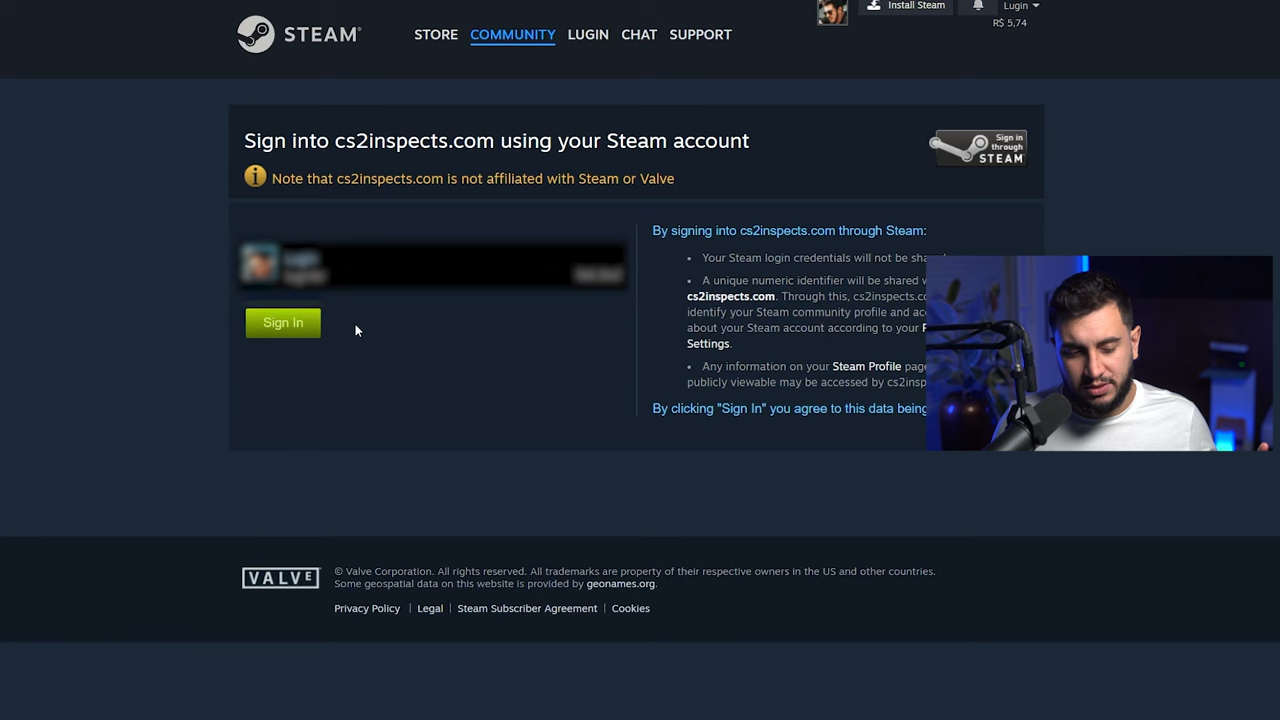 STEAM®
STORE COMMUNITY LUGIN CHAT SUPPORT
Install Steam
Login
R$ 5,74
Sign into cs2inspects.com using your Steam account
Note that cs2inspects.com is not affiliated with Steam or Valve
Sign in
through
STEAM
Sign In
By signing into cs2inspects.com through Steam:
• Your Steam login credentials will not be
• A unique numeric identifier will be shared
cs2inspects.com. Through this,
identify your Steam community profile and
about your Steam account according to your
Settings.
• Any information on your Steam Profile
publicly viewable may be accessed by
By clicking "Sign In" you agree to this data being
VALVE
© Valve Corporation. All rights reserved. All trademarks are property of their respective owners in the US and other countries.
Some geospatial data on this website is provided by geonames.org.
Privacy Policy | Legal | Steam Subscriber Agreement | Cookies